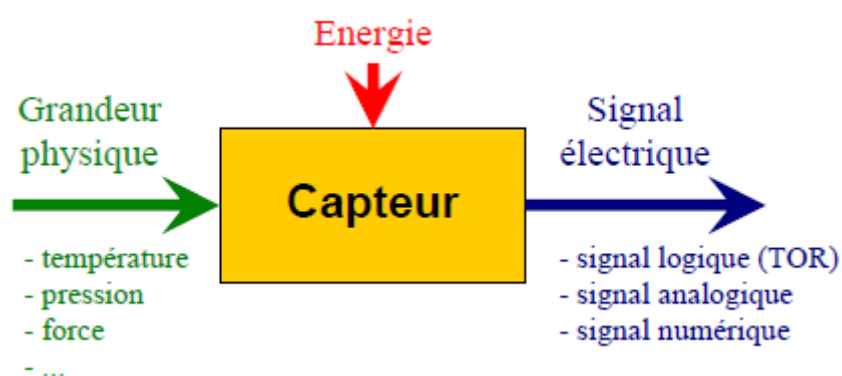 Energie
Grandeur
physique
Capteur
Signal
électrique
- température
- pression
- force
- ...
- signal logique (TOR)
- signal analogique
- signal numérique